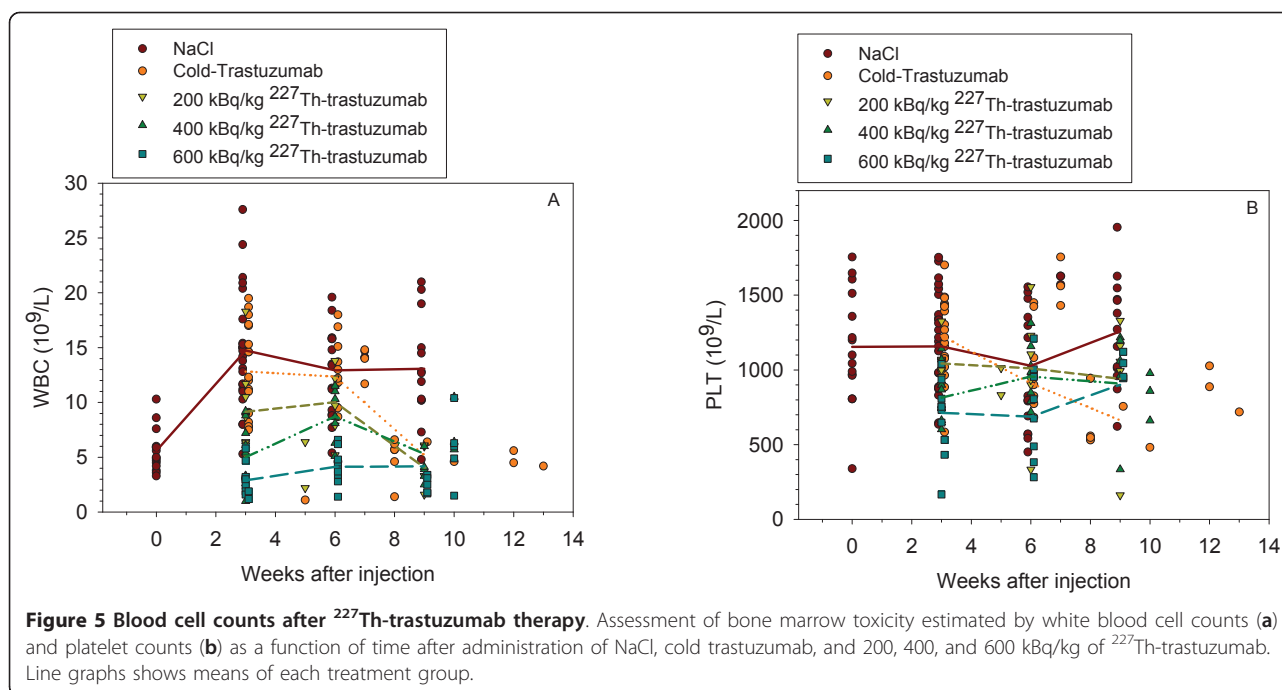 NaCl
Cold-Trastuzumab
200 kBq/kg ²²⁷Th-trastuzumab
400 kBq/kg ²²⁷Th-trastuzumab
600 kBq/kg ²²⁷Th-trastuzumab
A
WBC (10⁹/L)
30
25
20
15
10
5
0
0 2 4 6 8 10 12 14
Weeks after injection
NaCl
Cold-Trastuzumab
200 kBq/kg ²²⁷Th-trastuzumab
400 kBq/kg ²²⁷Th-trastuzumab
600 kBq/kg ²²⁷Th-trastuzumab
B
PLT (10⁹/L)
2000
1500
1000
500
0
0 2 4 6 8 10 12 14
Weeks after injection
Figure 5 Blood cell counts after ²²⁷Th-trastuzumab therapy. Assessment of bone marrow toxicity estimated by white blood cell counts (a)
and platelet counts (b) as a function of time after administration of NaCl, cold trastuzumab, and 200, 400, and 600 kBq/kg of ²²⁷Th-trastuzumab.
Line graphs shows means of each treatment group.